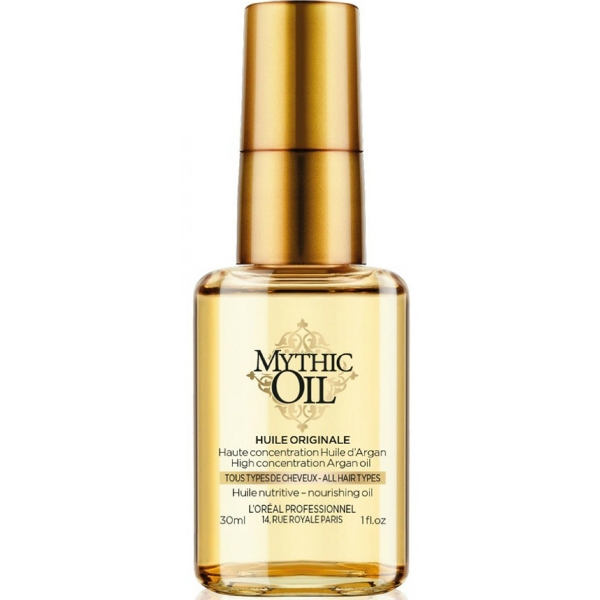 MYTHIC
OIL
HUILE ORIGINALE
Haute concentration Huile d'Argan
High concentration Argan oil
TOUS TYPES DE CHEVEUX - ALL HAIR TYPES
Huile nutritive – nourishing oil
L'ORÉAL PROFESSIONNEL
30ml 14, RUE ROYALE PARIS 1 fl.oz